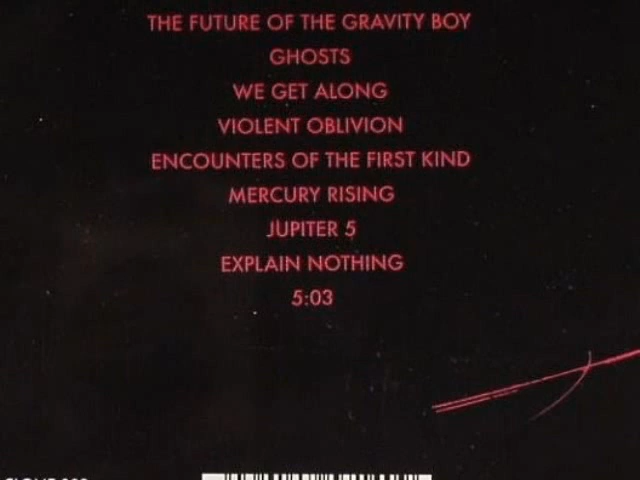 THE FUTURE OF THE GRAVITY BOY
GHOSTS
WE GET ALONG
VIOLENT OBLIVION
ENCOUNTERS OF THE FIRST KIND
MERCURY RISING
JUPITER 5
EXPLAIN NOTHING
5:03